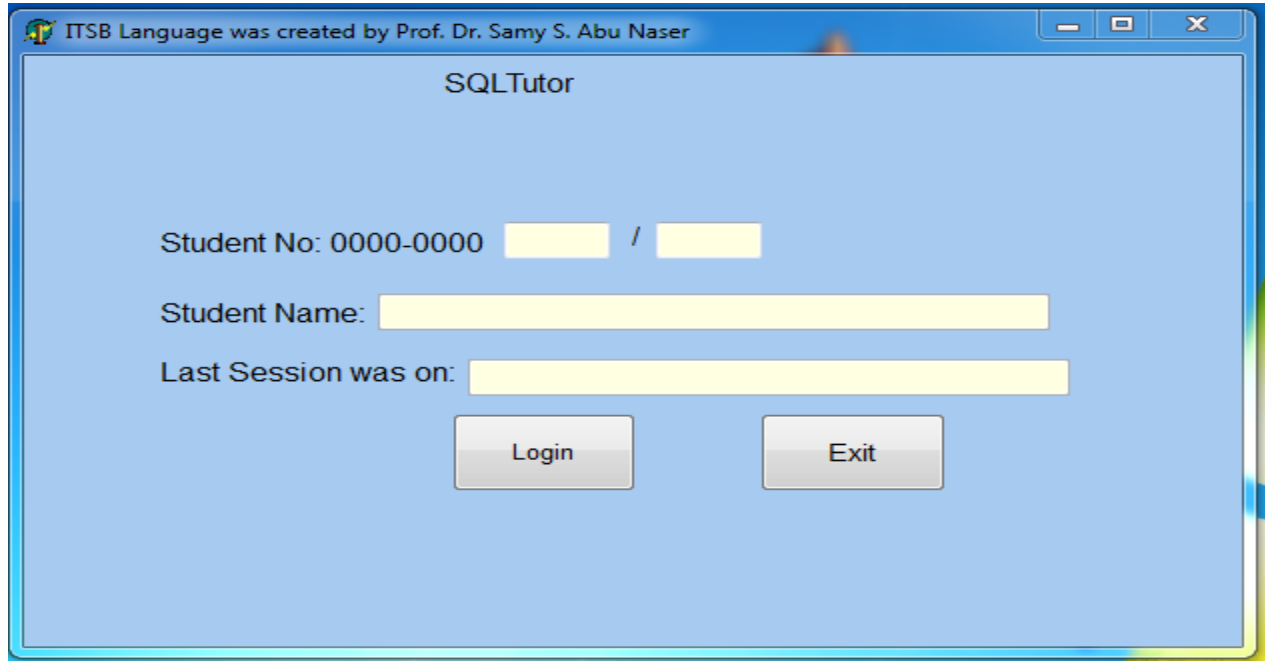 ITSB Language was created by Prof. Dr. Samy S. Abu Naser
SQLTutor
Student No: 0000-0000 /
Student Name:
Last Session was on:
Login Exit